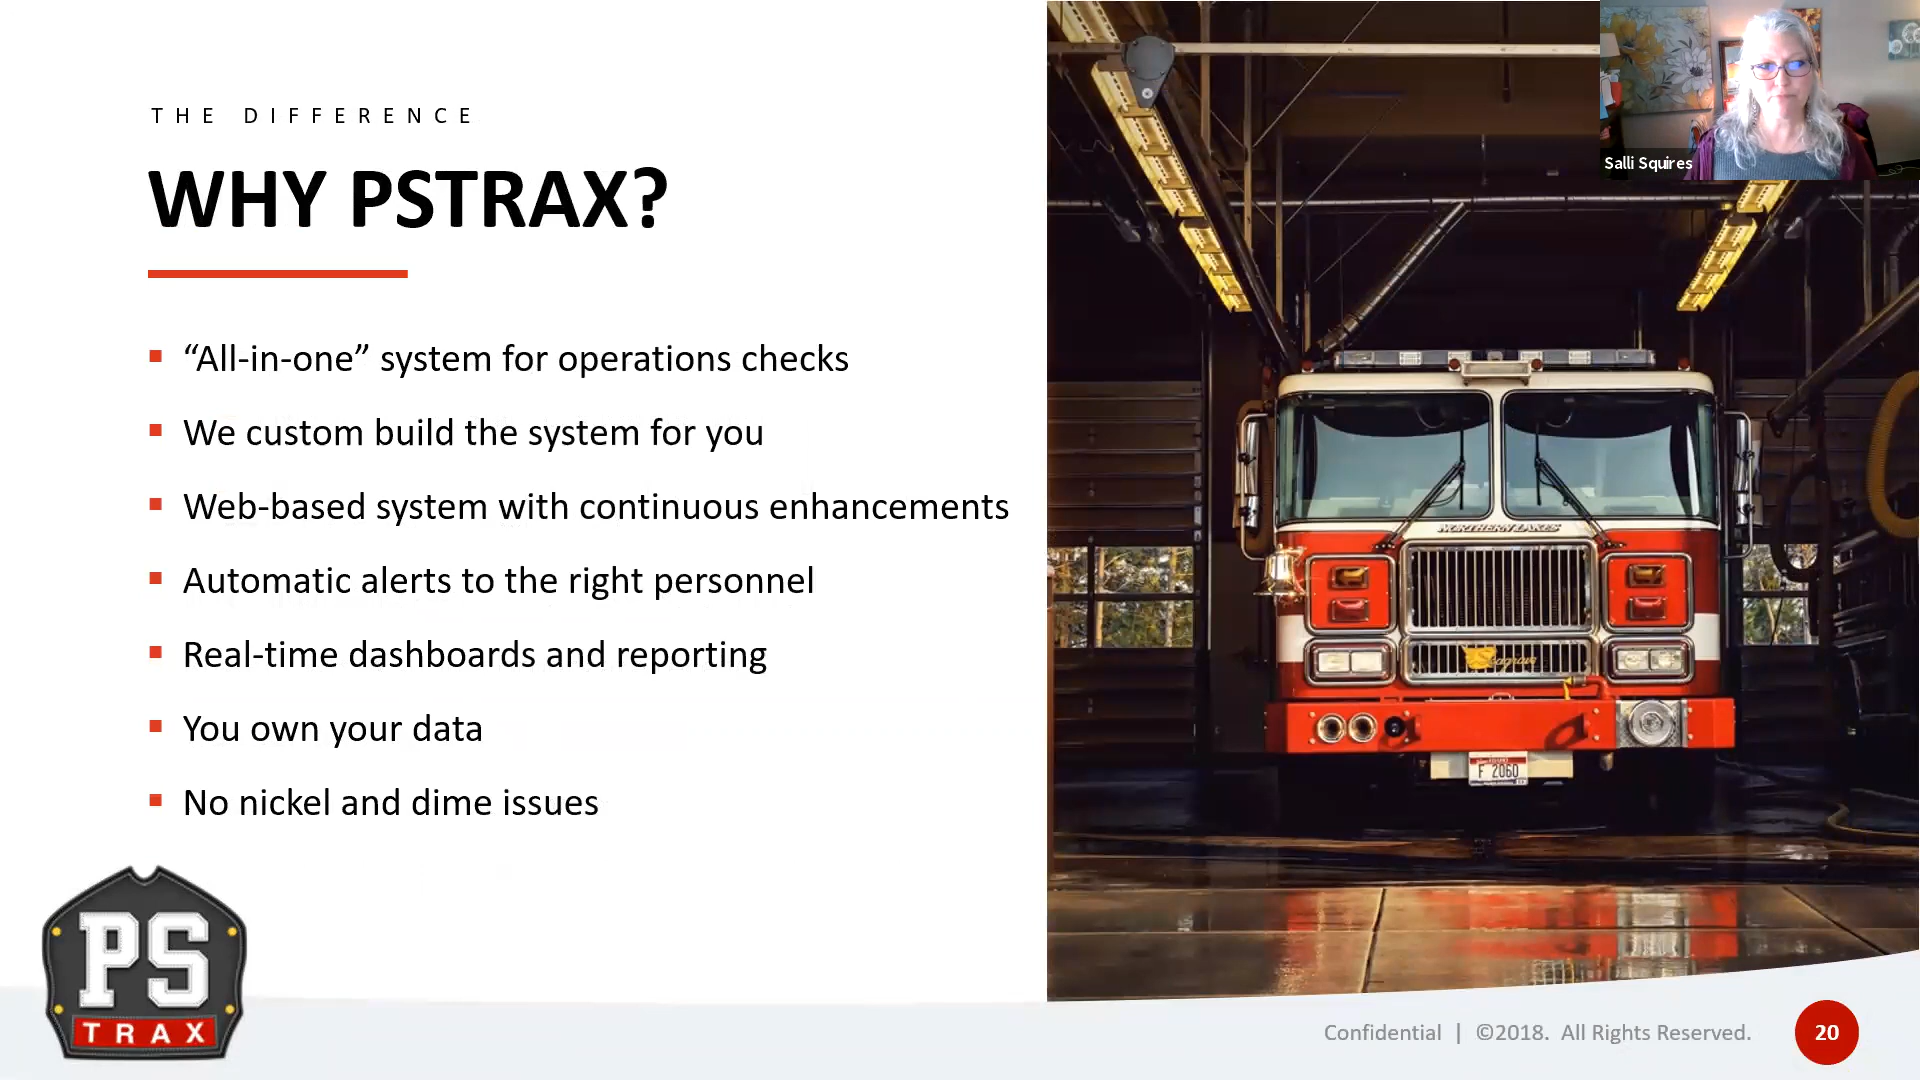 THE DIFFERENCE
WHY PSTRAX?
“All-in-one” system for operations checks
We custom build the system for you
Web-based system with continuous enhancements
Automatic alerts to the right personnel
Real-time dashboards and reporting
You own your data
No nickel and dime issues
PS
TRAX
Salli Squires
NORTHERN LAKES
Seagrave
F 2060
Confidential | ©2018. All Rights Reserved.
20